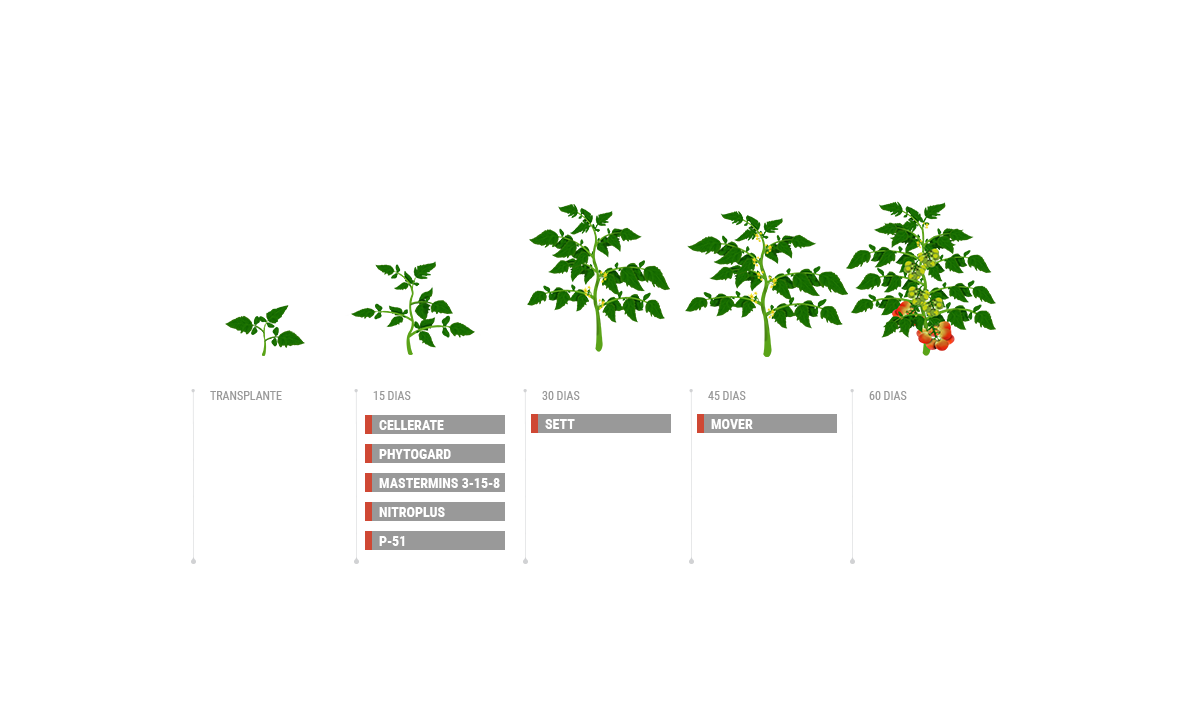 TRANSPLANTE
15 DIAS
30 DIAS
45 DIAS
60 DIAS
CELLERATE
PHYTOGARD
MASTERMINS 3-15-8
NITROPLUS
P-51
SETT
MOVER